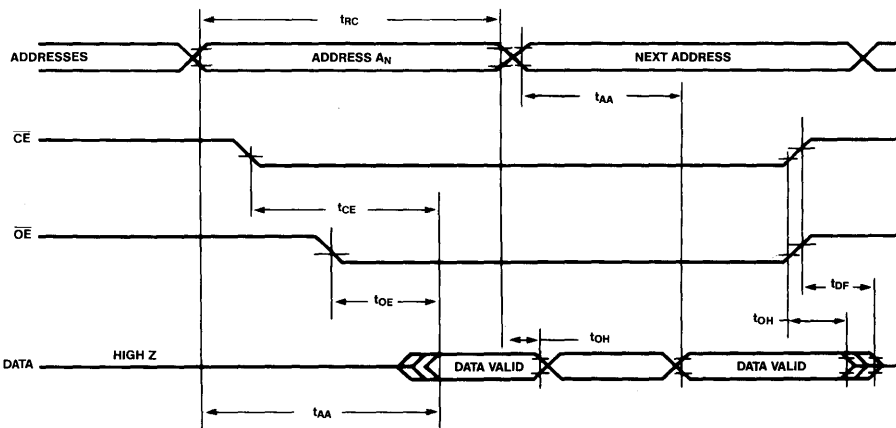 tRC
ADDRESSES
ADDRESS AN
NEXT ADDRESS
tAA
CE
tCE
OE
tOE
tDF
tOH
tOH
DATA
HIGH Z
DATA VALID
DATA VALID
tAA